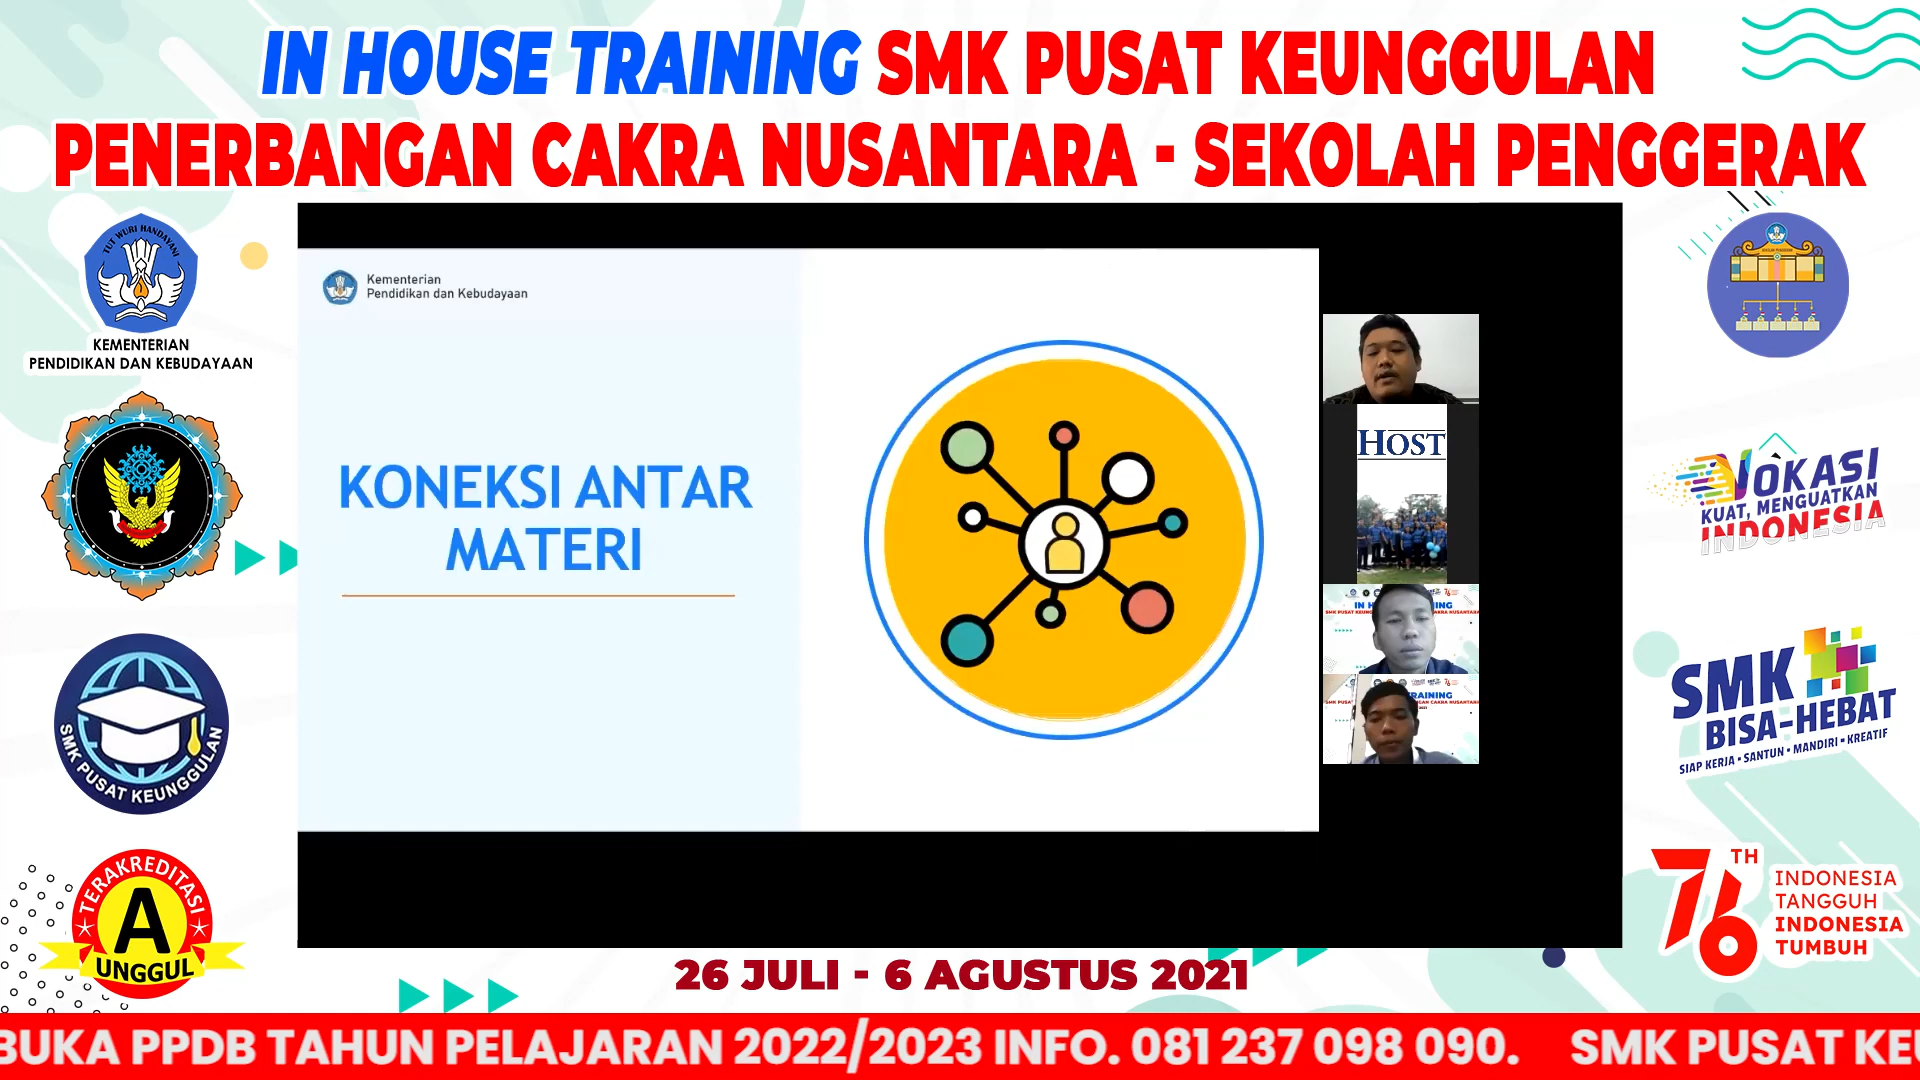 IN HOUSE TRAINING SMK PUSAT KEUNGGULAN
PENERBANGAN CAKRA NUSANTARA - SEKOLAH PENGGERAK
TUT WURI HANDAYANI
KEMENTERIAN
PENDIDIKAN DAN KEBUDAYAAN
SMK PUSAT KEUNGGULAN
TERAKREDITASI
A
UNGGUL
Kementerian
Pendidikan dan Kebudayaan
KONEKSI ANTAR
MATERI
HOST
VOKASI
KUAT, MENGUATKAN
INDONESIA
SMK
BISA-HEBAT
SIAP KERJA • SANTUN • MANDIRI • KREATIF
76 TH
INDONESIA
TANGGUH
INDONESIA
TUMBUH
26 JULI - 6 AGUSTUS 2021
BUKA PPDB TAHUN PELAJARAN 2022/2023 INFO. 081 237 098 090. SMK PUSAT KEU